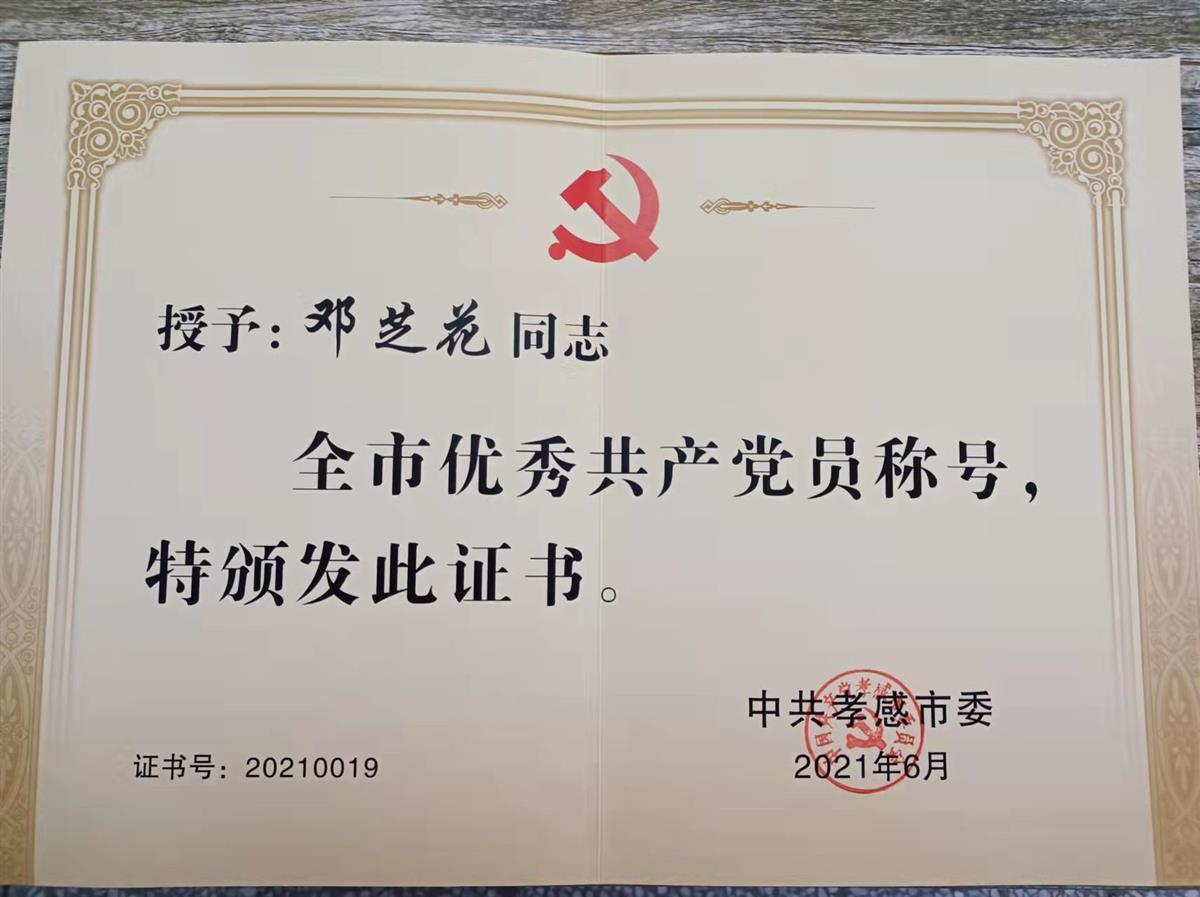 授予：邓芝花同志
全市优秀共产党员称号，
特颁发此证书。
中共孝感市委
2021年6月
证书号：20210019